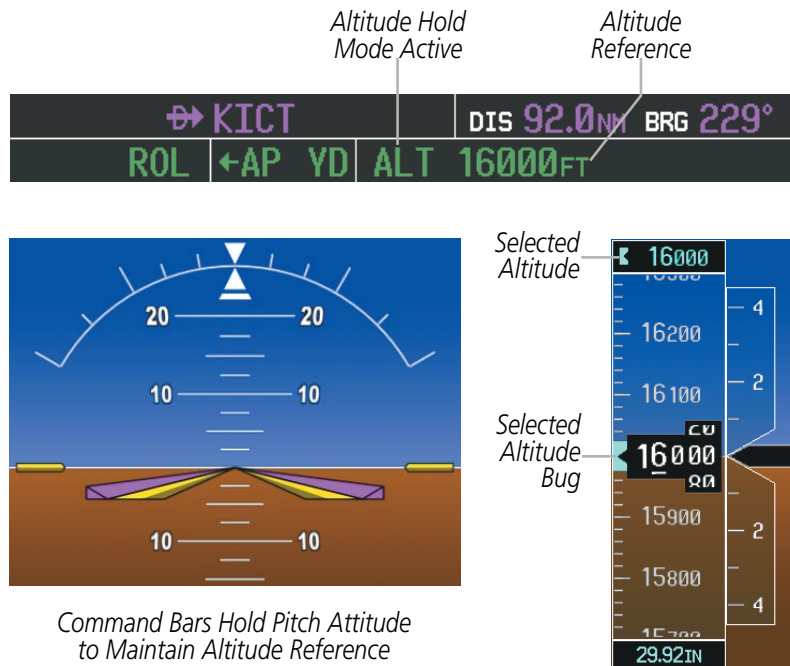 Altitude Hold
Mode Active
Altitude
Reference
KICT
DIS 92.0NM BRG 229°
ROL ←AP YD ALT 16000FT
20 20
10 10
10 10
Command Bars Hold Pitch Attitude
to Maintain Altitude Reference
Selected
Altitude
16000
4
16200
16100
2
Selected
Altitude
Bug
16000
80
15900
2
15800
4
29.92IN